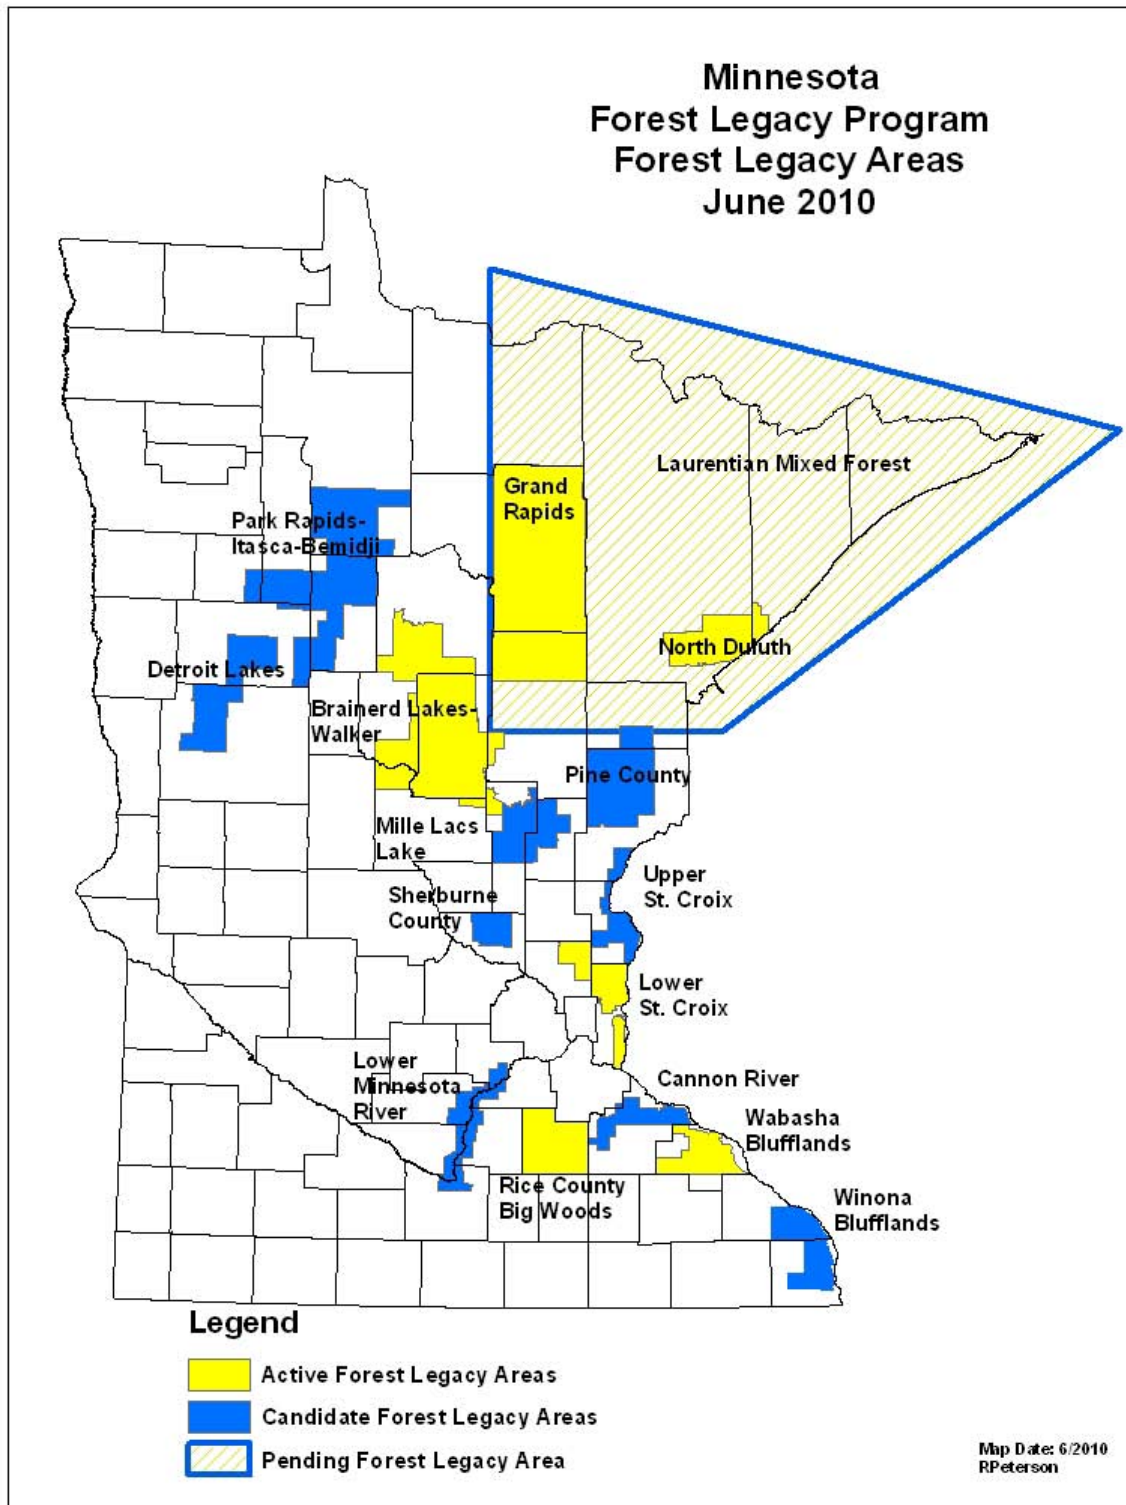 Minnesota
Forest Legacy Program
Forest Legacy Areas
June 2010
Laurentian Mixed Forest
Grand
Rapids
Park Rapids-
Itasca-Bemidji
North Duluth
Detroit Lakes
Brainerd Lakes-
Walker
Pine County
Mille Lacs
Lake
Upper
St. Croix
Sherburne
County
Lower
St. Croix
Lower
Minnesota
River
Cannon River
Wabasha
Blufflands
Rice County
Big Woods
Winona
Blufflands
Legend
Active Forest Legacy Areas
Candidate Forest Legacy Areas
Pending Forest Legacy Area
Map Date: 6/2010
RPeterson